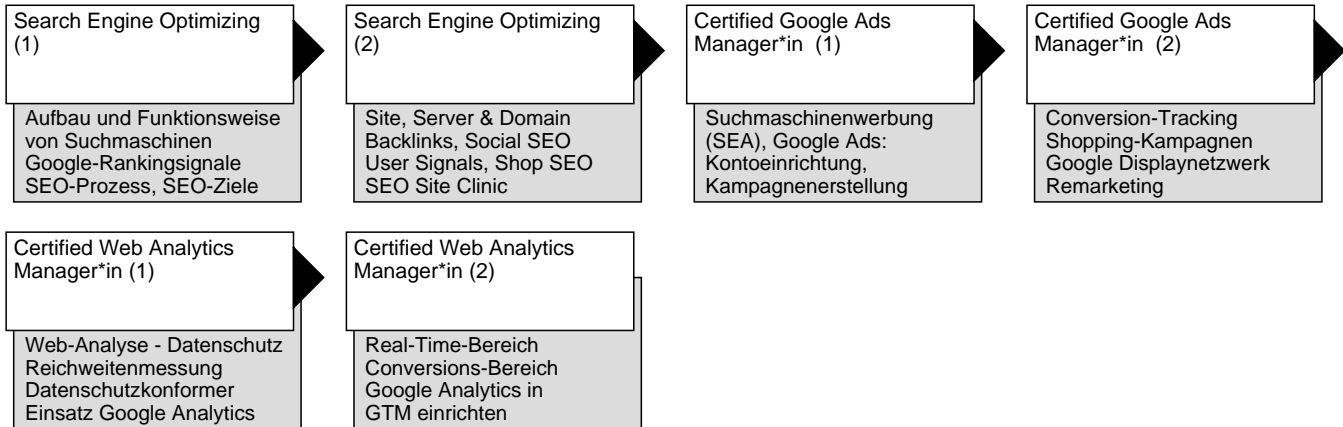 Search Engine Optimizing
(1)
Aufbau und Funktionsweise
von Suchmaschinen
Google-Rankingsignale
SEO-Prozess, SEO-Ziele
Search Engine Optimizing
(2)
Site, Server & Domain
Backlinks, Social SEO
User Signals, Shop SEO
SEO Site Clinic
Certified Google Ads
Manager*in  (1)
Suchmaschinenwerbung
(SEA), Google Ads:
Kontoeinrichtung,
Kampagnenerstellung
Certified Google Ads
Manager*in  (2)
Conversion-Tracking
Shopping-Kampagnen
Google Displaynetzwerk
Remarketing
Certified Web Analytics
Manager*in (1)
Web-Analyse - Datenschutz
Reichweitenmessung
Datenschutzkonformer
Einsatz Google Analytics
Certified Web Analytics
Manager*in (2)
Real-Time-Bereich
Conversions-Bereich
Google Analytics in
GTM einrichten